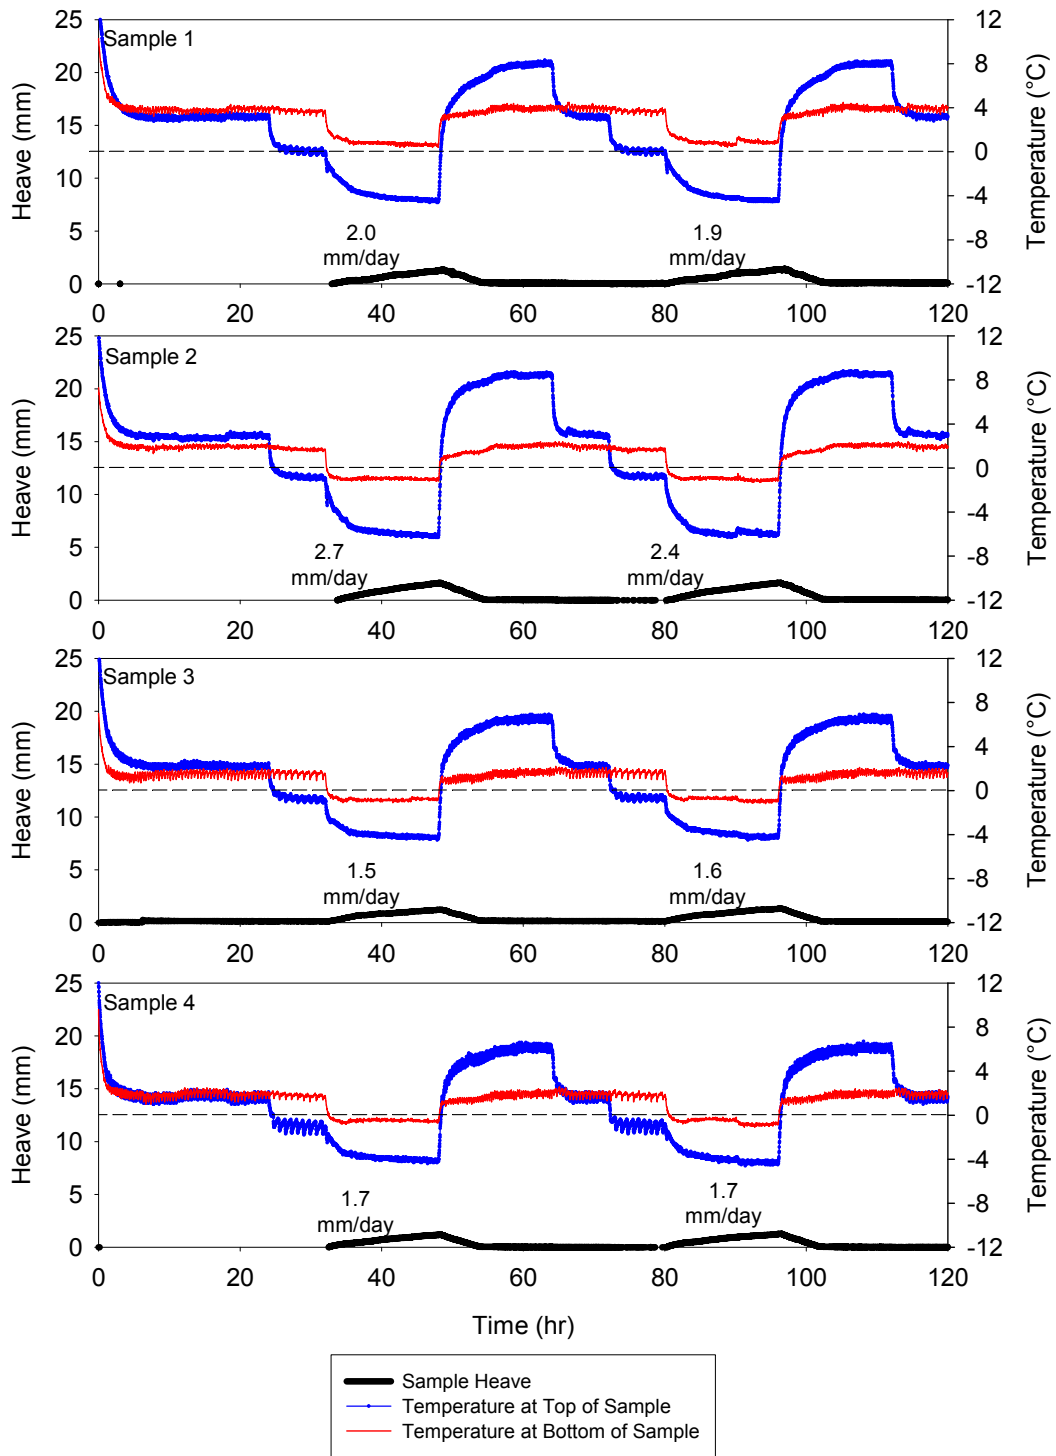 Sample 1
25
20
15
10
5
0
Heave (mm)
12
8
4
0
-4
-8
-12
Temperature (°C)
2.0
mm/day
1.9
mm/day
0 20 40 60 80 100 120
Sample 2
25
20
15
10
5
0
Heave (mm)
12
8
4
0
-4
-8
-12
Temperature (°C)
2.7
mm/day
2.4
mm/day
0 20 40 60 80 100 120
Sample 3
25
20
15
10
5
0
Heave (mm)
12
8
4
0
-4
-8
-12
Temperature (°C)
1.5
mm/day
1.6
mm/day
0 20 40 60 80 100 120
Sample 4
25
20
15
10
5
0
Heave (mm)
12
8
4
0
-4
-8
-12
Temperature (°C)
1.7
mm/day
1.7
mm/day
0 20 40 60 80 100 120
Time (hr)
Sample Heave
Temperature at Top of Sample
Temperature at Bottom of Sample